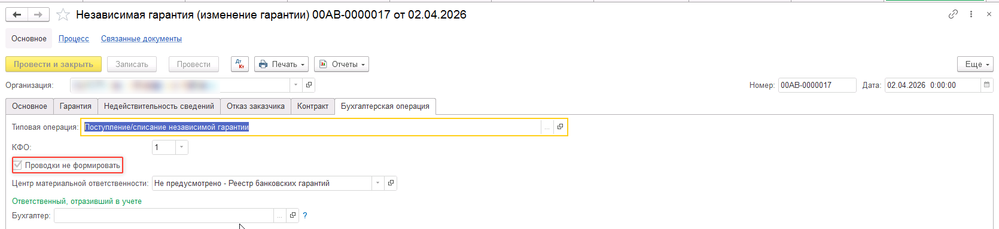 Независимая гарантия (изменение гарантии) 00АВ-0000017 от 02.04.2026
Основное Процесс Связанные документы
Провести и закрыть Записать Провести Дт Кт Печать Отчеты Еще
Организация: Номер: 00АВ-0000017 Дата: 02.04.2026 0:00:00
Основное Гарантия Недействительность сведений Отказ заказчика Контракт Бухгалтерская операция
Типовая операция: Поступление/списание независимой гарантии ...
КФО: 1
Проводки не формировать
Центр материальной ответственности: Не предусмотрено - Реестр банковских гарантий
Ответственный, отразивший в учете
Бухгалтер: ... ?